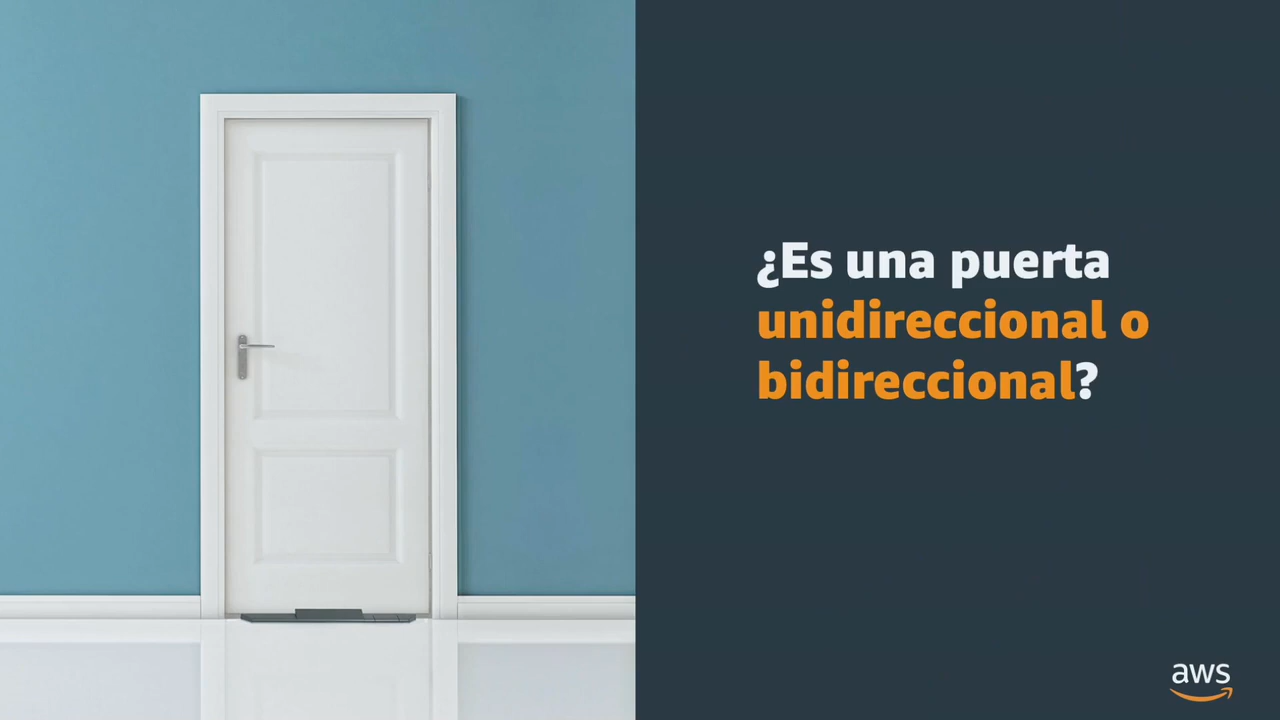 ¿Es una puerta
unidireccional o
bidireccional?
aws